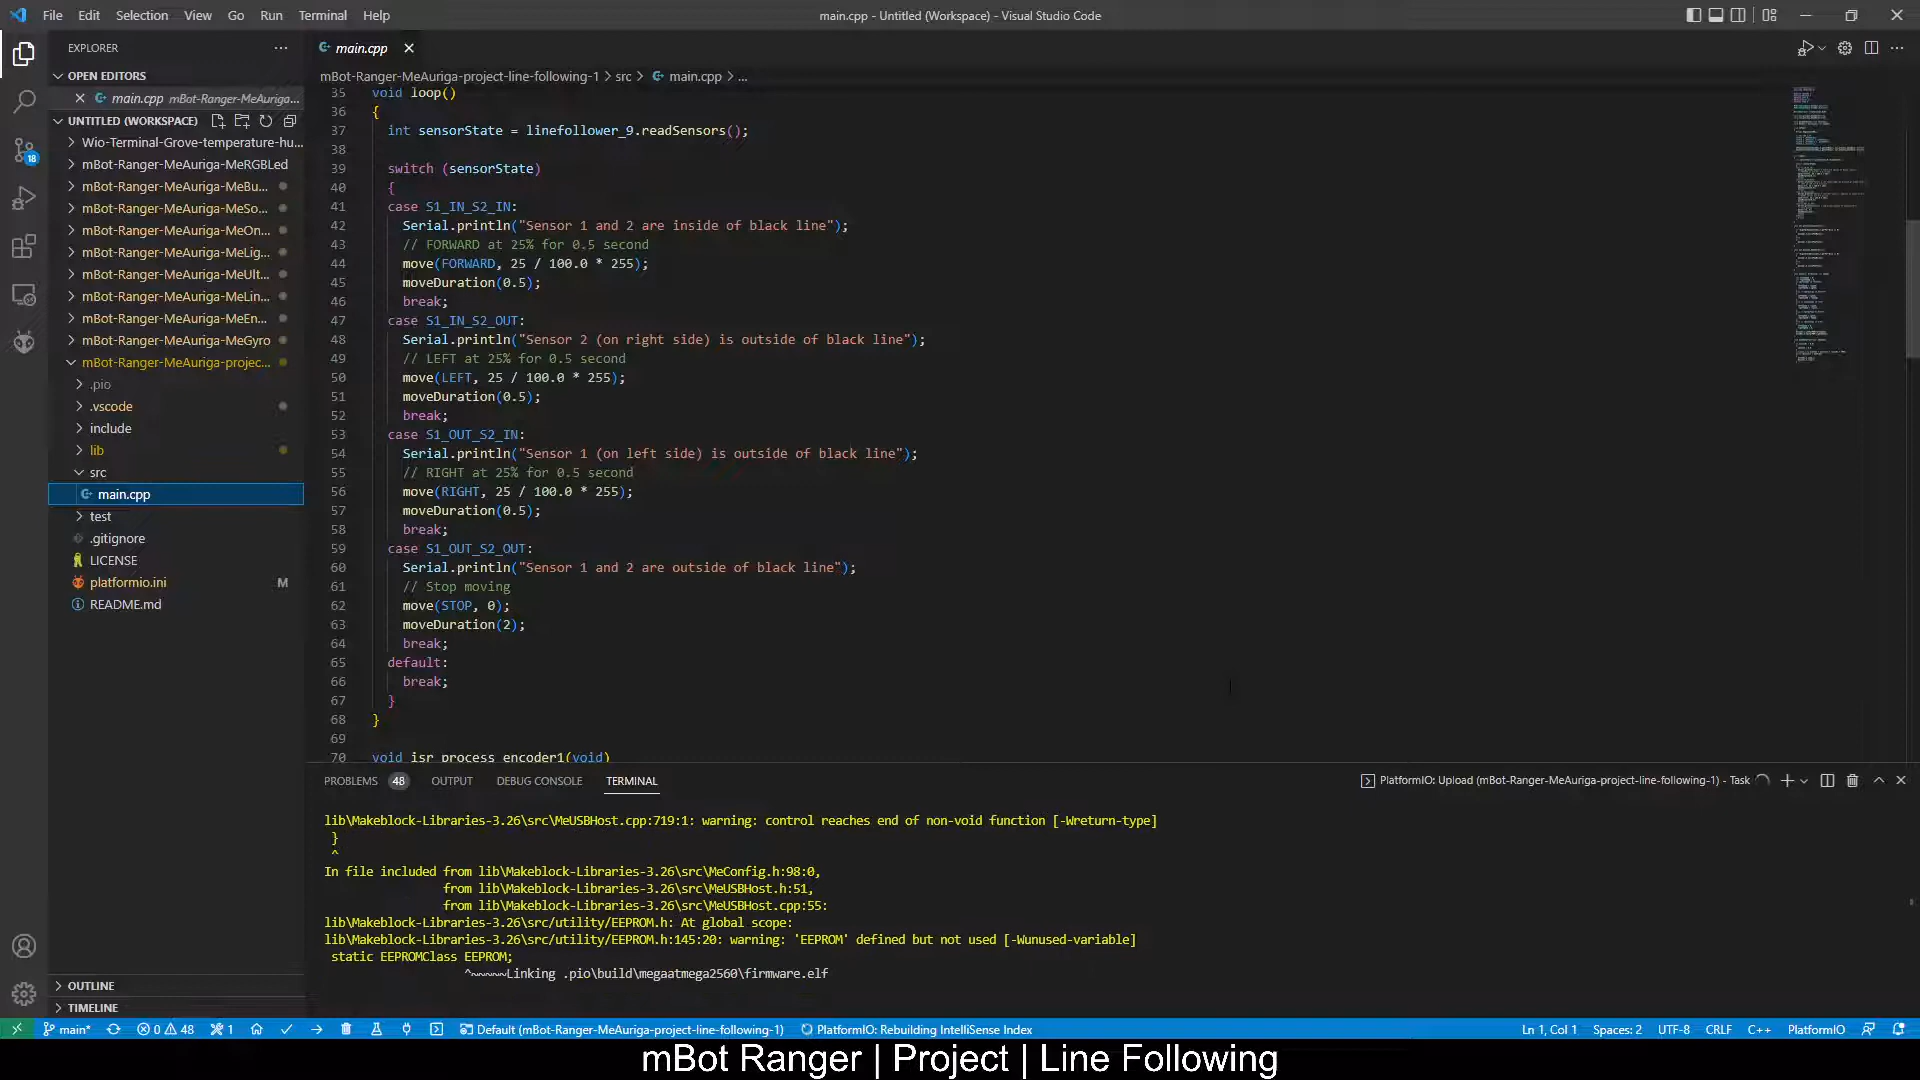 File Edit Selection View Go Run Terminal Help
main.cpp - Untitled (Workspace) - Visual Studio Code
EXPLORER
OPEN EDITORS
main.cpp mBot-Ranger-MeAuriga...
UNTITLED (WORKSPACE)
Wio-Terminal-Grove-temperature-hu...
mBot-Ranger-MeAuriga-MeRGBLed
mBot-Ranger-MeAuriga-MeBu...
mBot-Ranger-MeAuriga-MeSo...
mBot-Ranger-MeAuriga-MeOn...
mBot-Ranger-MeAuriga-MeLig...
mBot-Ranger-MeAuriga-MeUlt...
mBot-Ranger-MeAuriga-MeLin...
mBot-Ranger-MeAuriga-MeEn...
mBot-Ranger-MeAuriga-MeGyro
mBot-Ranger-MeAuriga-projec...
.pio
.vscode
include
lib
src
main.cpp
test
.gitignore
LICENSE
platformio.ini M
README.md
OUTLINE
TIMELINE
18
main.cpp
mBot-Ranger-MeAuriga-project-line-following-1 > src > main.cpp > ...
35 void loop()
36 {
37 int sensorState = linefollower_9.readSensors();
38
39 switch (sensorState)
40 {
41 case S1_IN_S2_IN:
42 Serial.println("Sensor 1 and 2 are inside of black line");
43 // FORWARD at 25% for 0.5 second
44 move(FORWARD, 25 / 100.0 * 255);
45 moveDuration(0.5);
46 break;
47 case S1_IN_S2_OUT:
48 Serial.println("Sensor 2 (on right side) is outside of black line");
49 // LEFT at 25% for 0.5 second
50 move(LEFT, 25 / 100.0 * 255);
51 moveDuration(0.5);
52 break;
53 case S1_OUT_S2_IN:
54 Serial.println("Sensor 1 (on left side) is outside of black line");
55 // RIGHT at 25% for 0.5 second
56 move(RIGHT, 25 / 100.0 * 255);
57 moveDuration(0.5);
58 break;
59 case S1_OUT_S2_OUT:
60 Serial.println("Sensor 1 and 2 are outside of black line");
61 // Stop moving
62 move(STOP, 0);
63 moveDuration(2);
64 break;
65 default:
66 break;
67 }
68 }
69
70 void isr_process_encoder1(void)
PROBLEMS 48 OUTPUT DEBUG CONSOLE TERMINAL
PlatformIO: Upload (mBot-Ranger-MeAuriga-project-line-following-1) - Task
lib\Makeblock-Libraries-3.26\src\MeUSBHost.cpp:719:1: warning: control reaches end of non-void function [-Wreturn-type]
}
^
In file included from lib\Makeblock-Libraries-3.26\src\MeConfig.h:98:0,
from lib\Makeblock-Libraries-3.26\src\MeUSBHost.h:51,
from lib\Makeblock-Libraries-3.26\src\MeUSBHost.cpp:55:
lib\Makeblock-Libraries-3.26\src/utility/EEPROM.h: At global scope:
lib\Makeblock-Libraries-3.26\src/utility/EEPROM.h:145:20: warning: 'EEPROM' defined but not used [-Wunused-variable]
static EEPROMClass EEPROM;
^~~~~~Linking .pio\build\megaatmega2560\firmware.elf
main* 0 48 1 Default (mBot-Ranger-MeAuriga-project-line-following-1) PlatformIO: Rebuilding IntelliSense Index Ln 1, Col 1 Spaces: 2 UTF-8 CRLF C++ PlatformIO
mBot Ranger | Project | Line Following